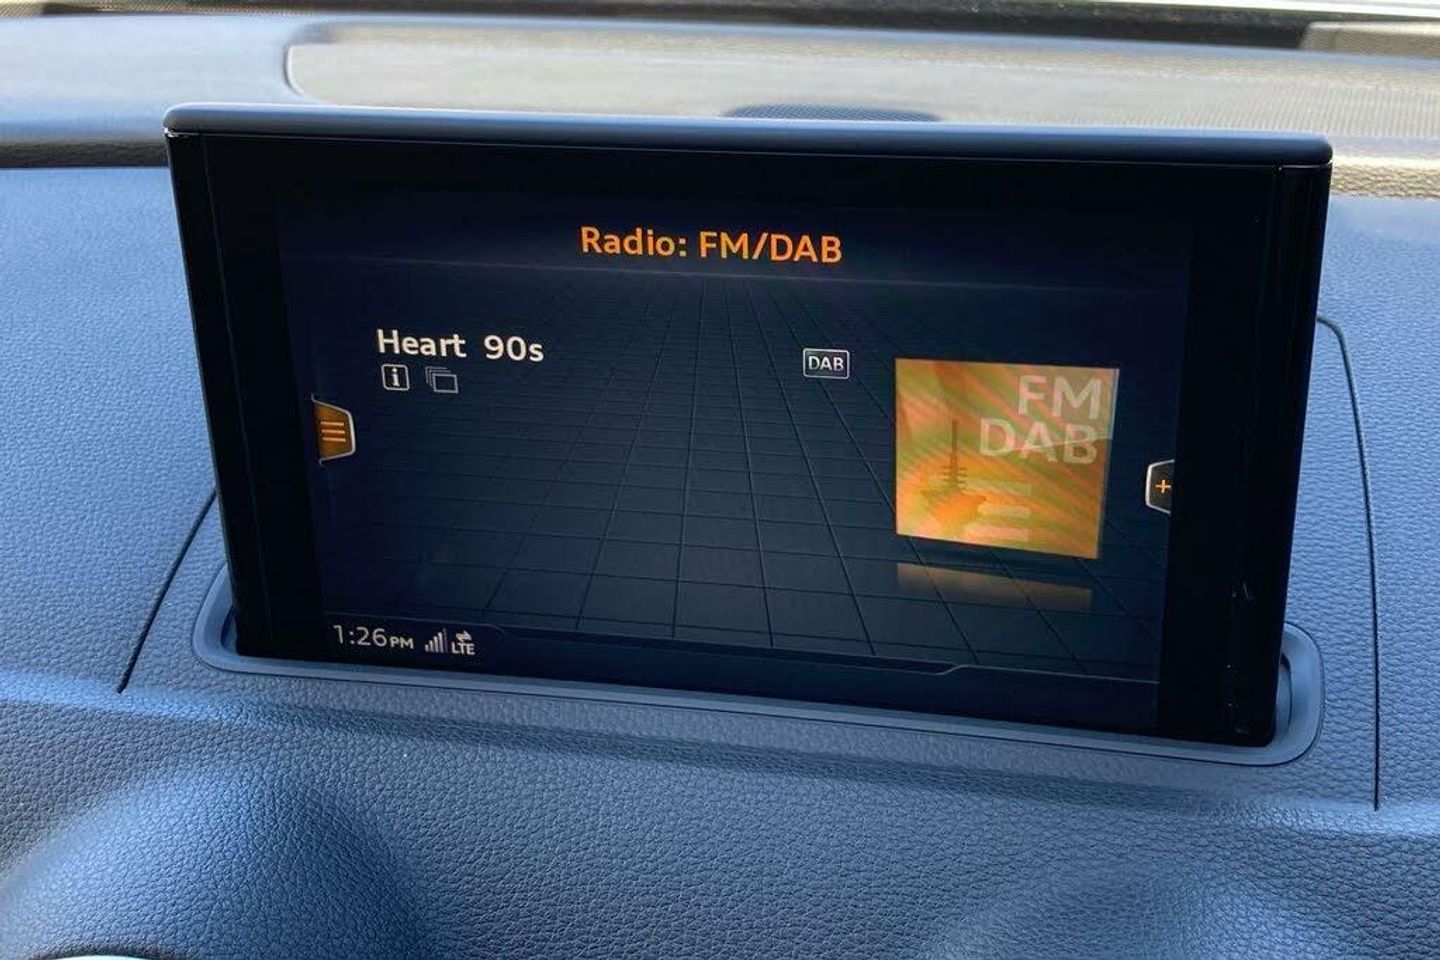 Radio: FM/DAB
Heart 90s
DAB
FM
DAB
1:26PM LTE